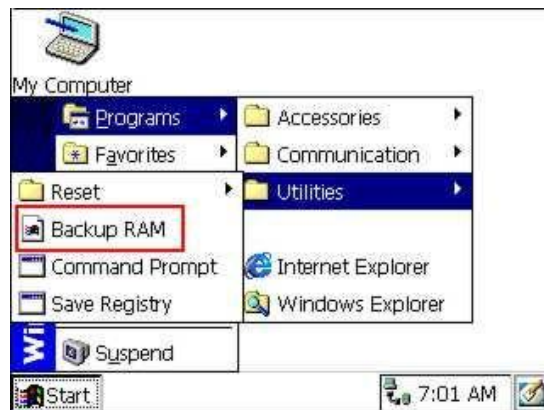 My Computer
Programs
Accessories
Favorites
Communication
Reset
Utilities
Backup RAM
Command Prompt
Internet Explorer
Save Registry
Windows Explorer
Wi
Suspend
Start
7:01 AM